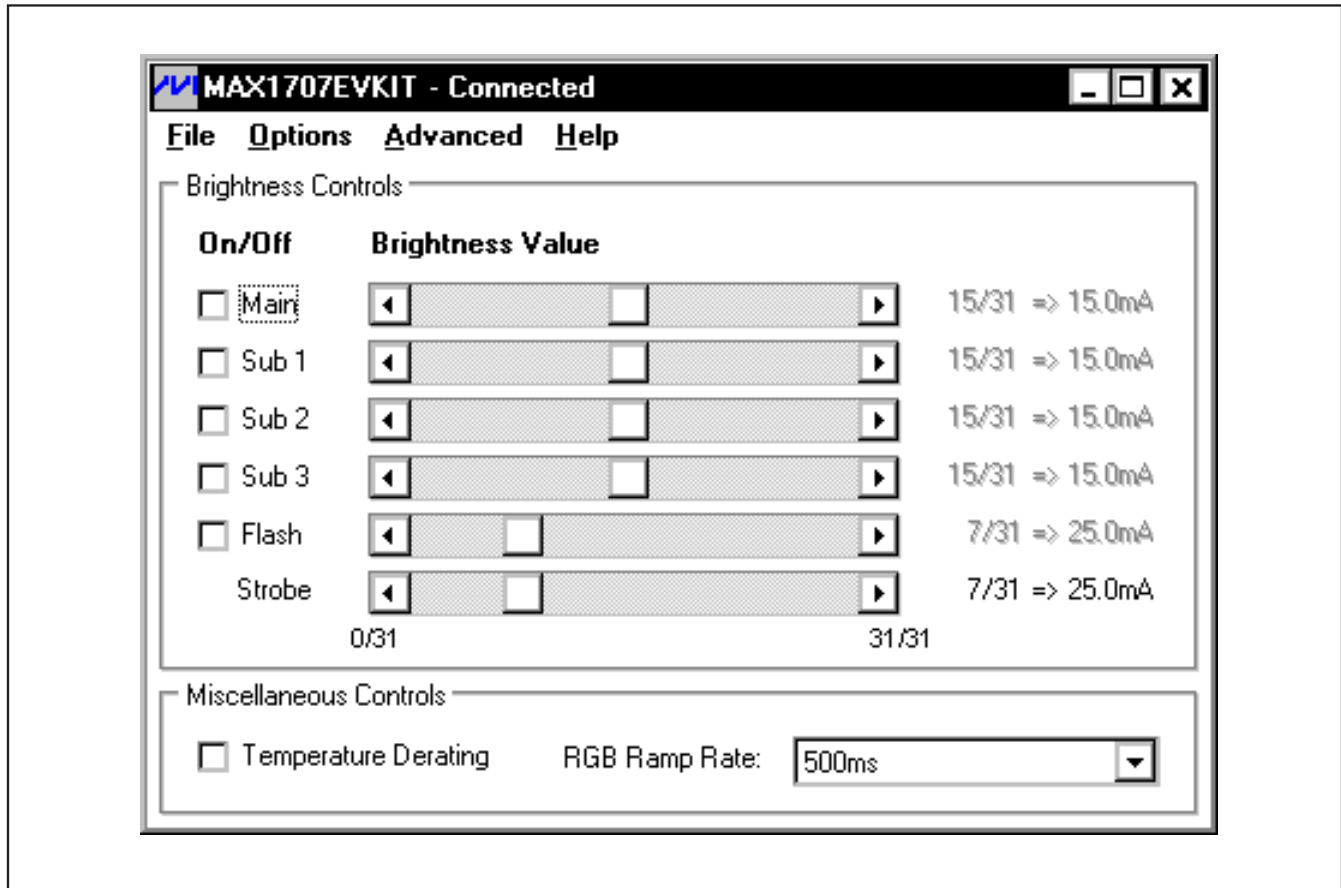 MAX1707EVKIT - Connected
File Options Advanced Help
Brightness Controls
On/Off Brightness Value
Main 15/31 => 15.0mA
Sub 1 15/31 => 15.0mA
Sub 2 15/31 => 15.0mA
Sub 3 15/31 => 15.0mA
Flash 7/31 => 25.0mA
Strobe 7/31 => 25.0mA
0/31 31/31
Miscellaneous Controls
Temperature Derating RGB Ramp Rate: 500ms